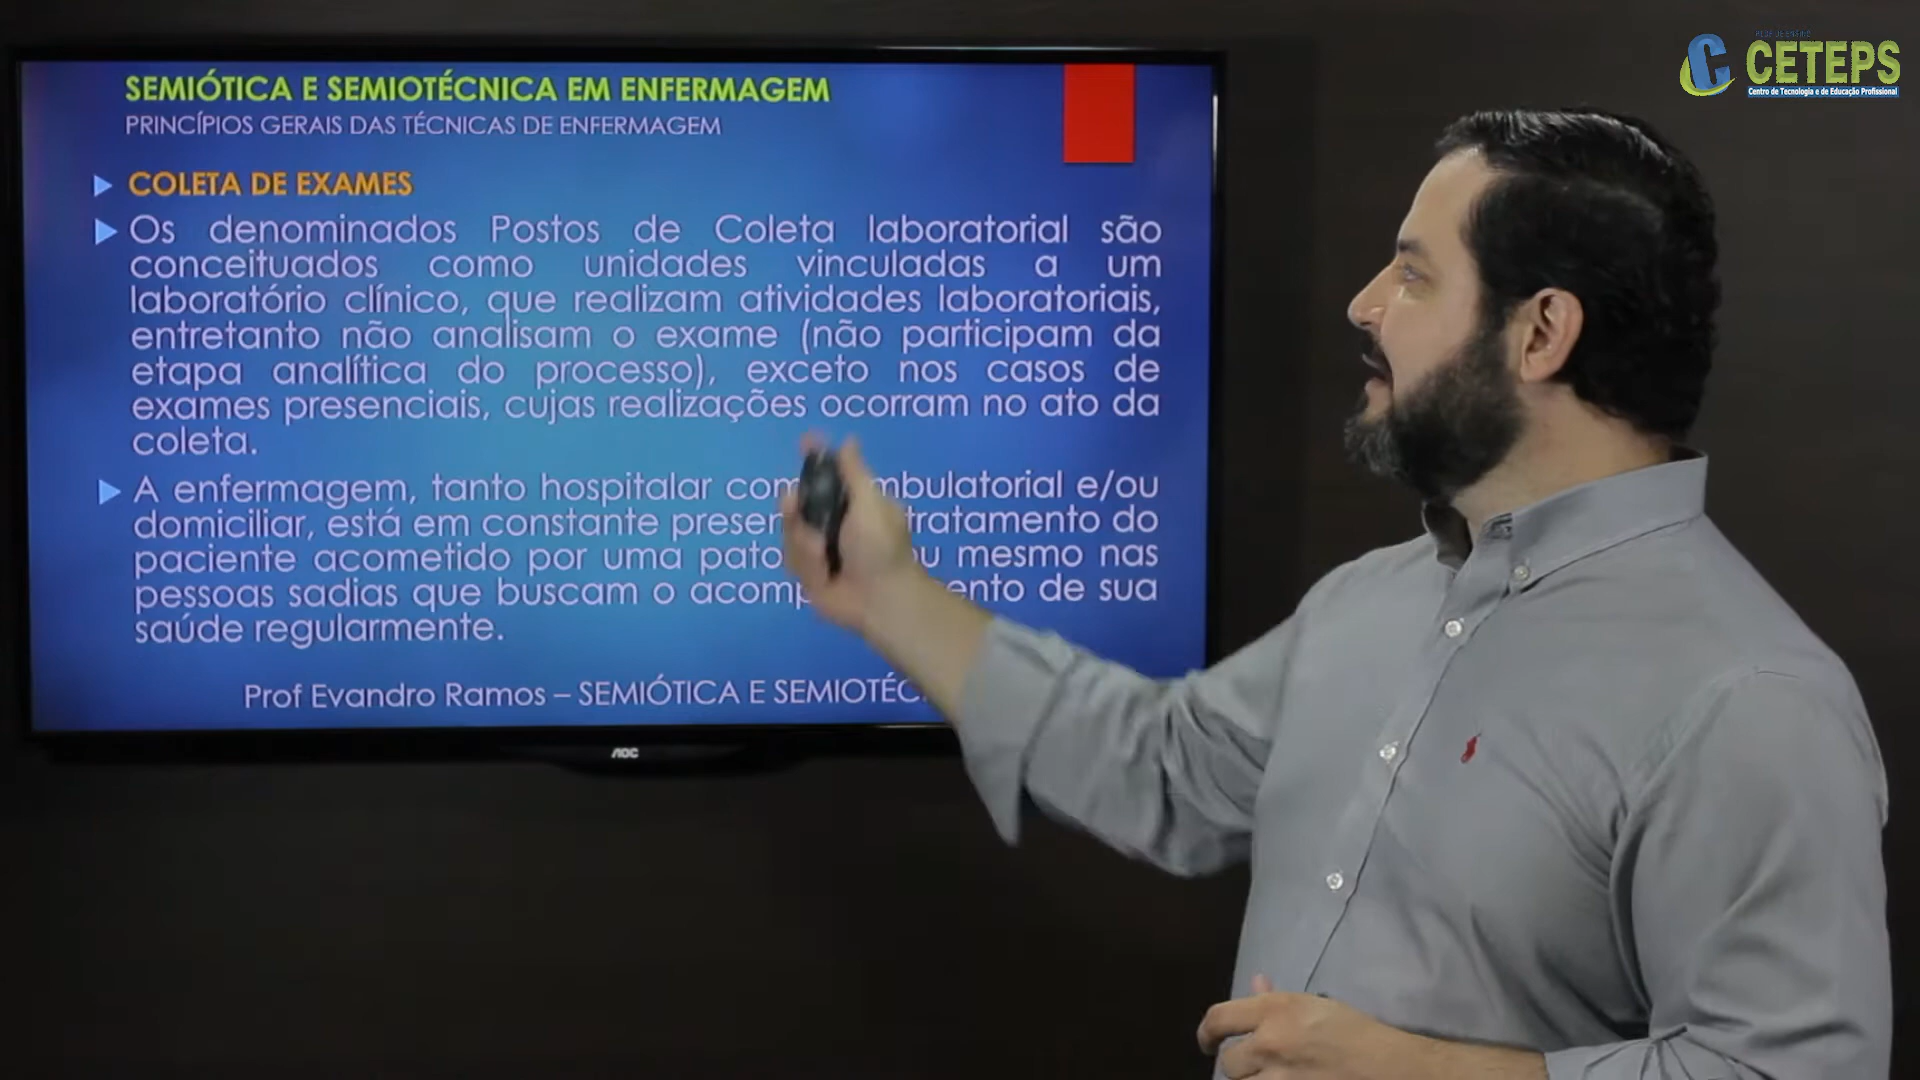 SEMIÓTICA E SEMIOTÉCNICA EM ENFERMAGEM
PRINCÍPIOS GERAIS DAS TÉCNICAS DE ENFERMAGEM
COLETA DE EXAMES
Os denominados Postos de Coleta laboratorial são
conceituados como unidades vinculadas a um
laboratório clínico, que realizam atividades laboratoriais,
entretanto não analisam o exame (não participam da
etapa analítica do processo), exceto nos casos de
exames presenciais, cujas realizações ocorram no ato da
coleta.
A enfermagem, tanto hospitalar com mbulatorial e/ou
domiciliar, está em constante presen tratamento do
paciente acometido por uma pato ou mesmo nas
pessoas sadias que buscam o acomp ento de sua
saúde regularmente.
Prof Evandro Ramos – SEMIÓTICA E SEMIOTÉC
AOC
CETEPS
Centro de Tecnologia e de Educação Profissional